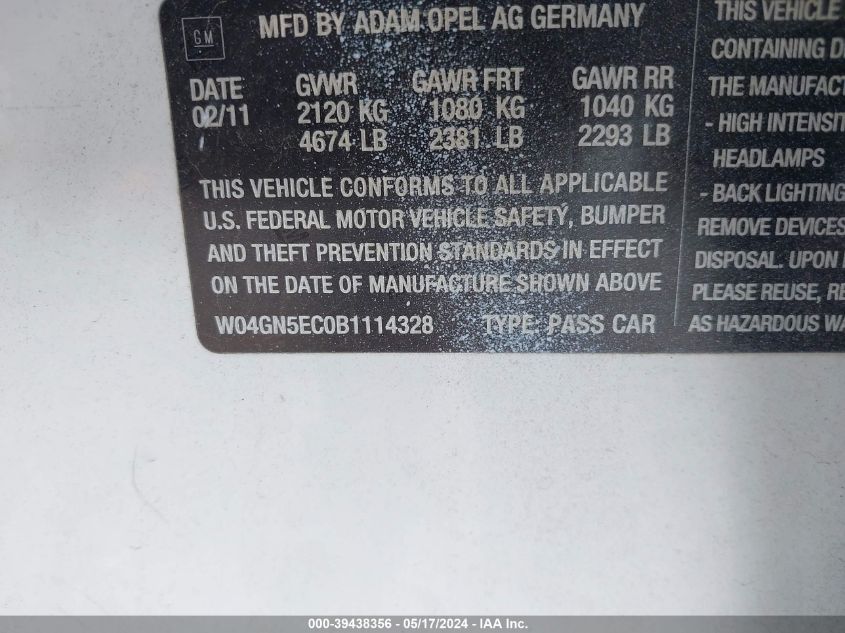 GM
MFD BY ADAM OPEL AG GERMANY
DATE GVWR GAWR FRT GAWR RR
02/11 2120 KG 1080 KG 1040 KG
4674 LB 2381 LB 2293 LB
THIS VEHICLE CONFORMS TO ALL APPLICABLE
U.S. FEDERAL MOTOR VEHICLE SAFETY, BUMPER
AND THEFT PREVENTION STANDARDS IN EFFECT
ON THE DATE OF MANUFACTURE SHOWN ABOVE
W04GN5EC0B1114328 TYPE: PASS CAR
THIS VEHICLE
CONTAINING
THE MANUFACT
- HIGH INTENSIT
HEADLAMPS
- BACK LIGHTING
REMOVE DEVICES
DISPOSAL. UPON
PLEASE REUSE, RE
AS HAZARDOUS WA
000-39438356 — 05/17/2024 — IAA Inc.